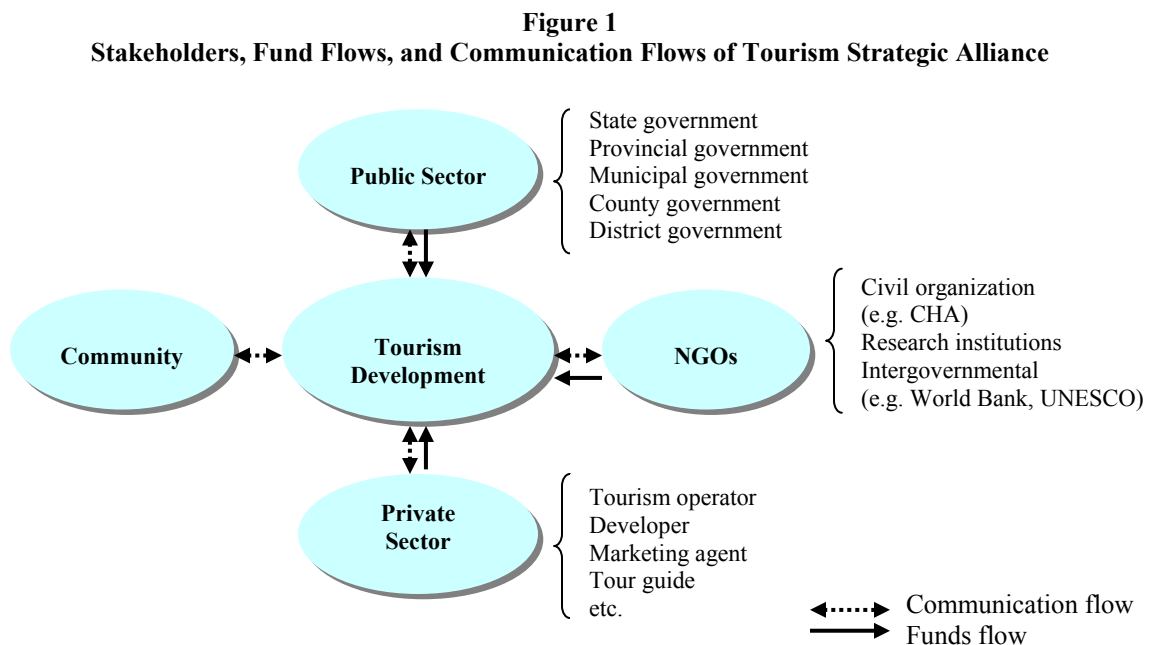 Figure 1
Stakeholders, Fund Flows, and Communication Flows of Tourism Strategic Alliance
Public Sector
State government
Provincial government
Municipal government
County government
District government
Community
Tourism
Development
NGOs
Civil organization
(e.g. CHA)
Research institutions
Intergovernmental
(e.g. World Bank, UNESCO)
Private
Sector
Tourism operator
Developer
Marketing agent
Tour guide
etc.
Communication flow
Funds flow